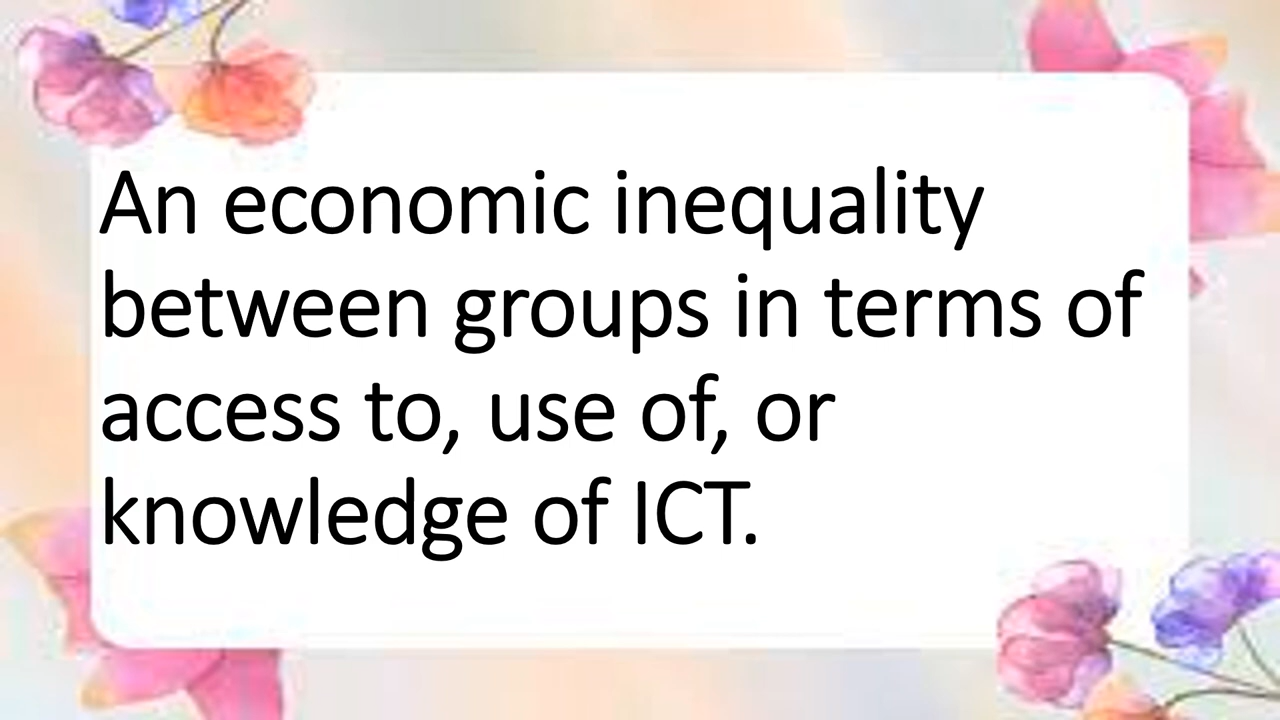 An economic inequality
between groups in terms of
access to, use of, or
knowledge of ICT.